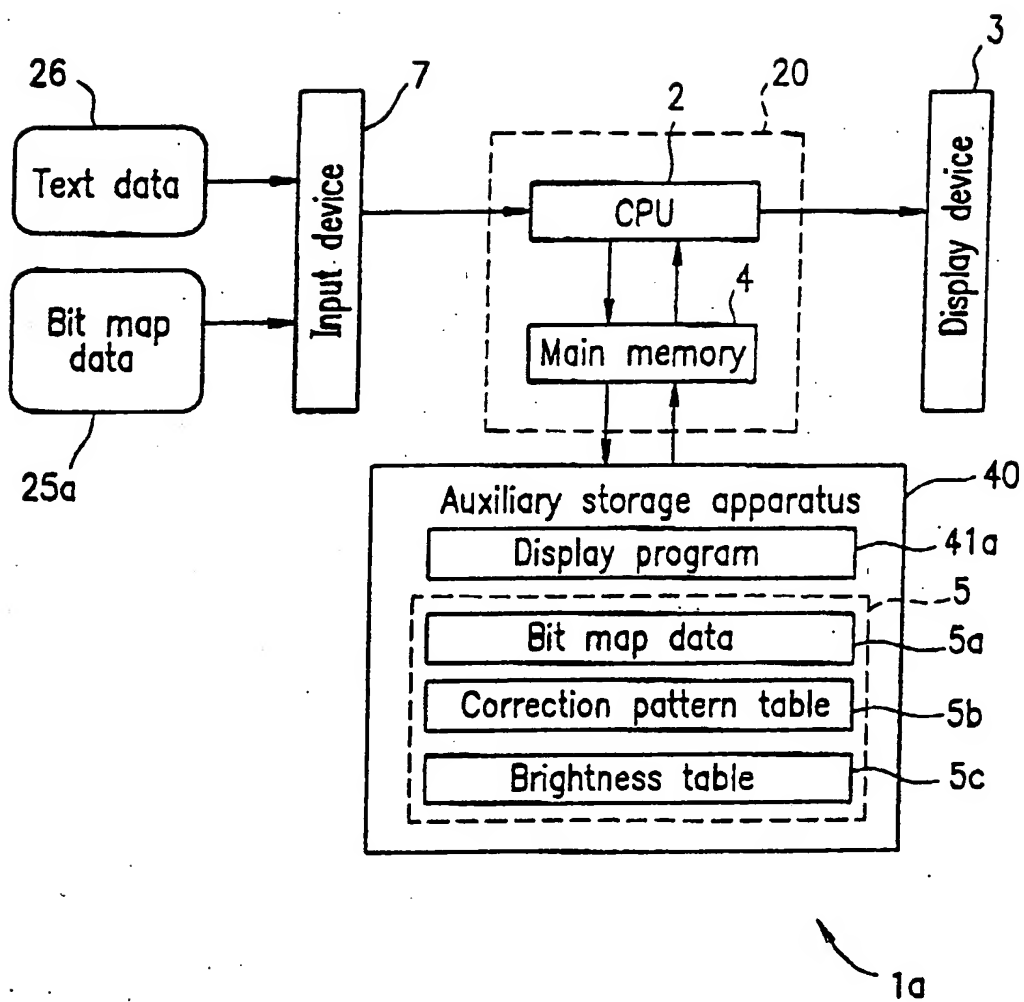 26
7
20
3
2
Text data
Input device
CPU
Display device
4
Bit map
data
Main memory
25a
40
Auxiliary storage apparatus
Display program
41a
5
Bit map data
5a
Correction pattern table
5b
Brightness table
5c
1a